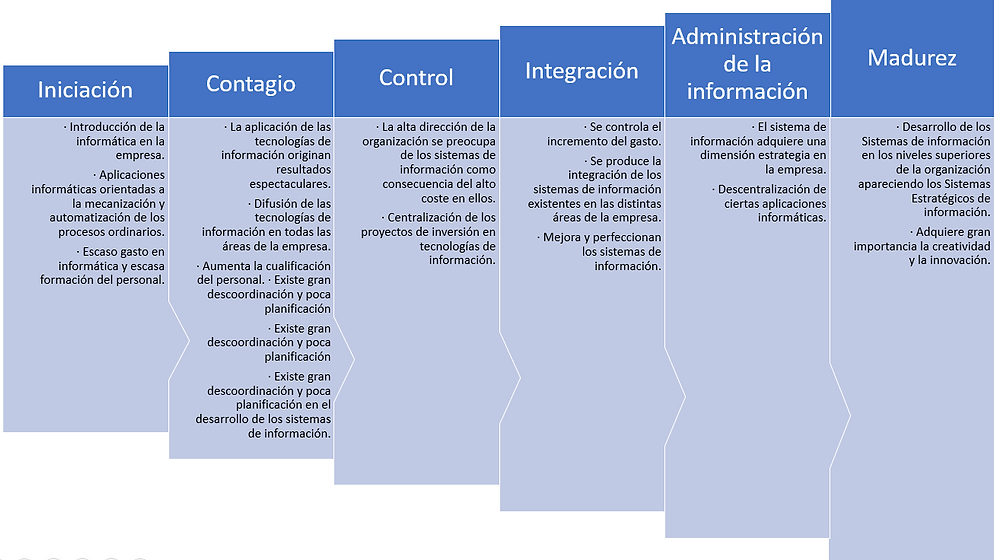 Iniciación
· Introducción de la
informática en la
empresa.
· Aplicaciones
informáticas orientadas a
la mecanización y
automatización de los
procesos ordinarios.
· Escaso gasto en
informática y escasa
formación del personal.
Contagio
· La aplicación de las
tecnologías de
información originan
resultados
espectaculares.
· Difusión de las
tecnologías de
información en todas las
áreas de la empresa.
· Aumenta la cualificación
del personal. · Existe gran
descoordinación y poca
planificación
· Existe gran
descoordinación y poca
planificación
· Existe gran
descoordinación y poca
planificación en el
desarrollo de los sistemas
de información.
Control
· La alta dirección de la
organización se preocupa
de los sistemas de
información como
consecuencia del alto
coste en ellos.
· Centralización de los
proyectos de inversión en
tecnologías de
información.
Integración
· Se controla el
incremento del gasto.
· Se produce la
integración de los
sistemas de información
existentes en las distintas
áreas de la empresa.
· Mejora y perfeccionan
los sistemas de
información.
Administración
de la
información
· El sistema de
información adquiere una
dimensión estrategia en
la empresa.
· Descentralización de
ciertas aplicaciones
informáticas.
Madurez
· Desarrollo de los
Sistemas de información
en los niveles superiores
de la organización
apareciendo los Sistemas
Estratégicos de
información.
· Adquiere gran
importancia la creatividad
y la innovación.